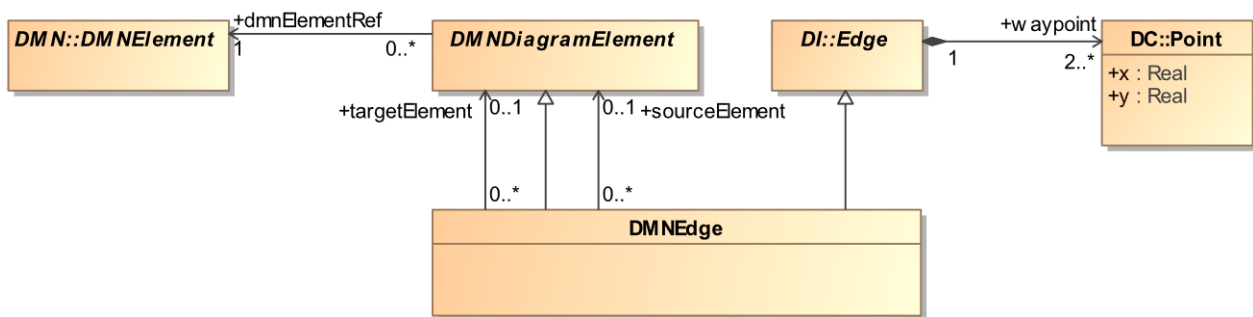 +dmnElementRef
DMN::DMNElement
1
0..*
DMNDiagramElement
DI::Edge
1
+w aypoint
2..*
DC::Point
+x : Real
+y : Real
+targetElement
0..1
0..1
+sourceElement
0..*
0..*
DMNEdge